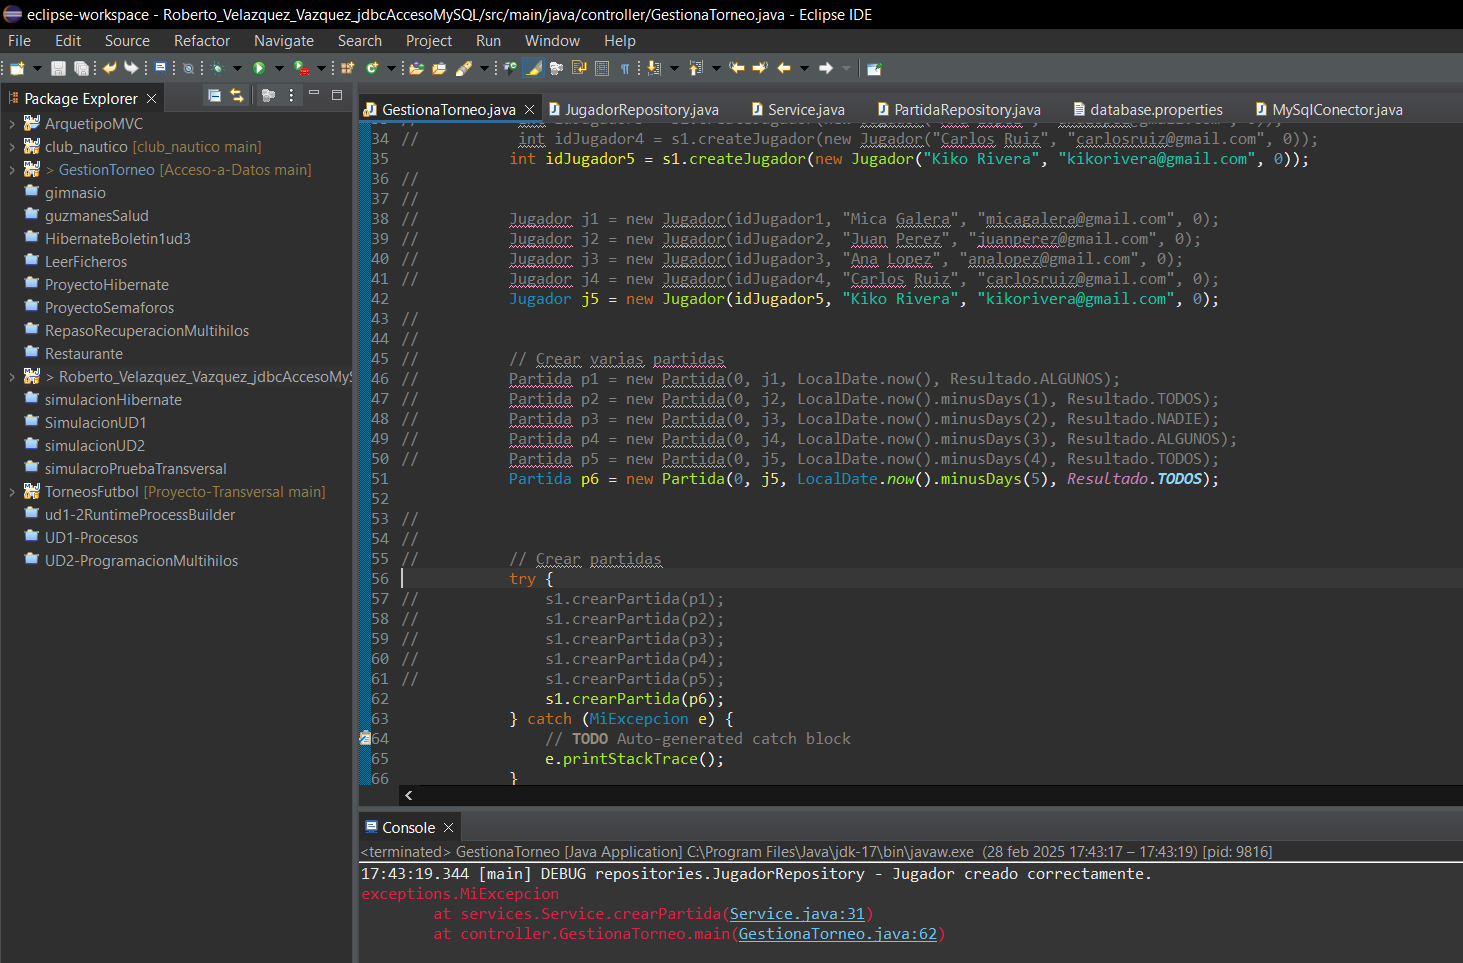 eclipse-workspace - Roberto_Velazquez_Vazquez_jdbcAccesoMySQL/src/main/java/controller/GestionaTorneo.java - Eclipse IDE
File Edit Source Refactor Navigate Search Project Run Window Help
Package Explorer
ArquetipoMVC
club_nautico [club_nautico main]
> GestionTorneo [Acceso-a-Datos main]
gimnasio
guzmanesSalud
HibernateBoletin1ud3
LeerFicheros
ProyectoHibernate
ProyectoSemaforos
RepasoRecuperacionMultihilos
Restaurante
> Roberto_Velazquez_Vazquez_jdbcAccesoMyS
simulacionHibernate
SimulacionUD1
simulacionUD2
simulacroPruebaTransversal
TorneosFutbol [Proyecto-Transversal main]
ud1-2RuntimeProcessBuilder
UD1-Procesos
UD2-ProgramacionMultihilos
GestionaTorneo.java JugadorRepository.java Service.java PartidaRepository.java database.properties MySqlConector.java
34 // int idJugador4 = s1.createJugador(new Jugador("Carlos Ruiz", "carlosruiz@gmail.com", 0));
35 int idJugador5 = s1.createJugador(new Jugador("Kiko Rivera", "kikorivera@gmail.com", 0));
36 //
37 //
38 // Jugador j1 = new Jugador(idJugador1, "Mica Galera", "micagalera@gmail.com", 0);
39 // Jugador j2 = new Jugador(idJugador2, "Juan Perez", "juanperez@gmail.com", 0);
40 // Jugador j3 = new Jugador(idJugador3, "Ana Lopez", "analopez@gmail.com", 0);
41 // Jugador j4 = new Jugador(idJugador4, "Carlos Ruiz", "carlosruiz@gmail.com", 0);
42 Jugador j5 = new Jugador(idJugador5, "Kiko Rivera", "kikorivera@gmail.com", 0);
43 //
44 //
45 // // Crear varias partidas
46 // Partida p1 = new Partida(0, j1, LocalDate.now(), Resultado.ALGUNOS);
47 // Partida p2 = new Partida(0, j2, LocalDate.now().minusDays(1), Resultado.TODOS);
48 // Partida p3 = new Partida(0, j3, LocalDate.now().minusDays(2), Resultado.NADIE);
49 // Partida p4 = new Partida(0, j4, LocalDate.now().minusDays(3), Resultado.ALGUNOS);
50 // Partida p5 = new Partida(0, j5, LocalDate.now().minusDays(4), Resultado.TODOS);
51 Partida p6 = new Partida(0, j5, LocalDate.now().minusDays(5), Resultado.TODOS);
52
53 //
54 //
55 // // Crear partidas
56 try {
57 // s1.crearPartida(p1);
58 // s1.crearPartida(p2);
59 // s1.crearPartida(p3);
60 // s1.crearPartida(p4);
61 // s1.crearPartida(p5);
62 s1.crearPartida(p6);
63 } catch (MiExcepcion e) {
64 // TODO Auto-generated catch block
65 e.printStackTrace();
66 }
Console
<terminated> GestionaTorneo [Java Application] C:\Program Files\Java\jdk-17\bin\javaw.exe (28 feb 2025 17:43:17 – 17:43:19) [pid: 9816]
17:43:19.344 [main] DEBUG repositories.JugadorRepository - Jugador creado correctamente.
exceptions.MiExcepcion
at services.Service.crearPartida(Service.java:31)
at controller.GestionaTorneo.main(GestionaTorneo.java:62)